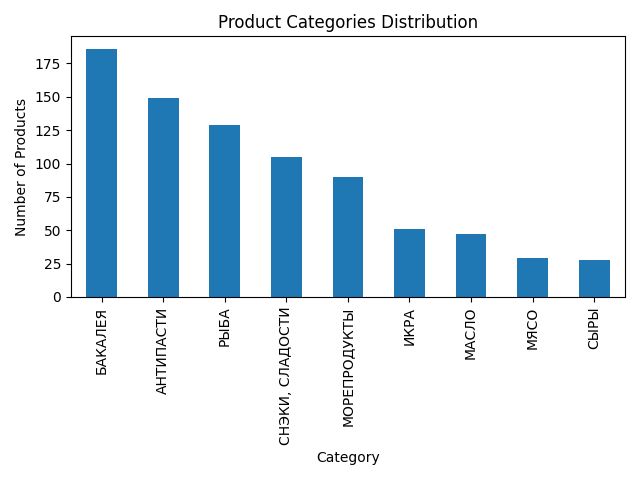 Product Categories Distribution
Number of Products
175
150
125
100
75
50
25
0
БАКАЛЕЯ
АНТИПАСТИ
РЫБА
СНЭКИ, СЛАДОСТИ
МОРЕПРОДУКТЫ
ИКРА
МАСЛО
МЯСО
СЫРЫ
Category